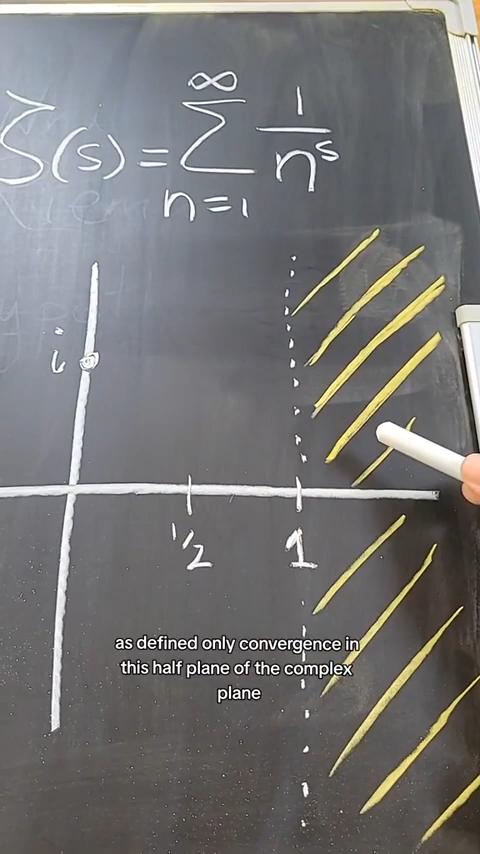 ζ(s) = ∞ Σ n=1 1/n^s
i
1/2 1
as defined only convergence in
this half plane of the complex
plane